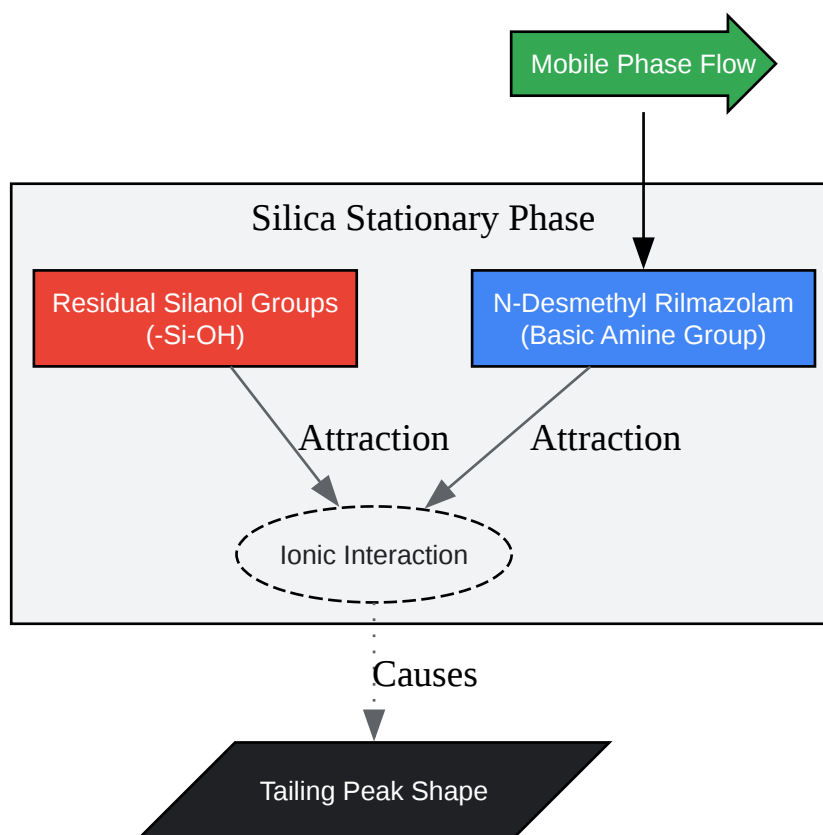 Mobile Phase Flow
Silica Stationary Phase
Residual Silanol Groups
(-Si-OH)
N-Desmethyl Rilmazolam
(Basic Amine Group)
Attraction
Attraction
Ionic Interaction
Causes
Tailing Peak Shape